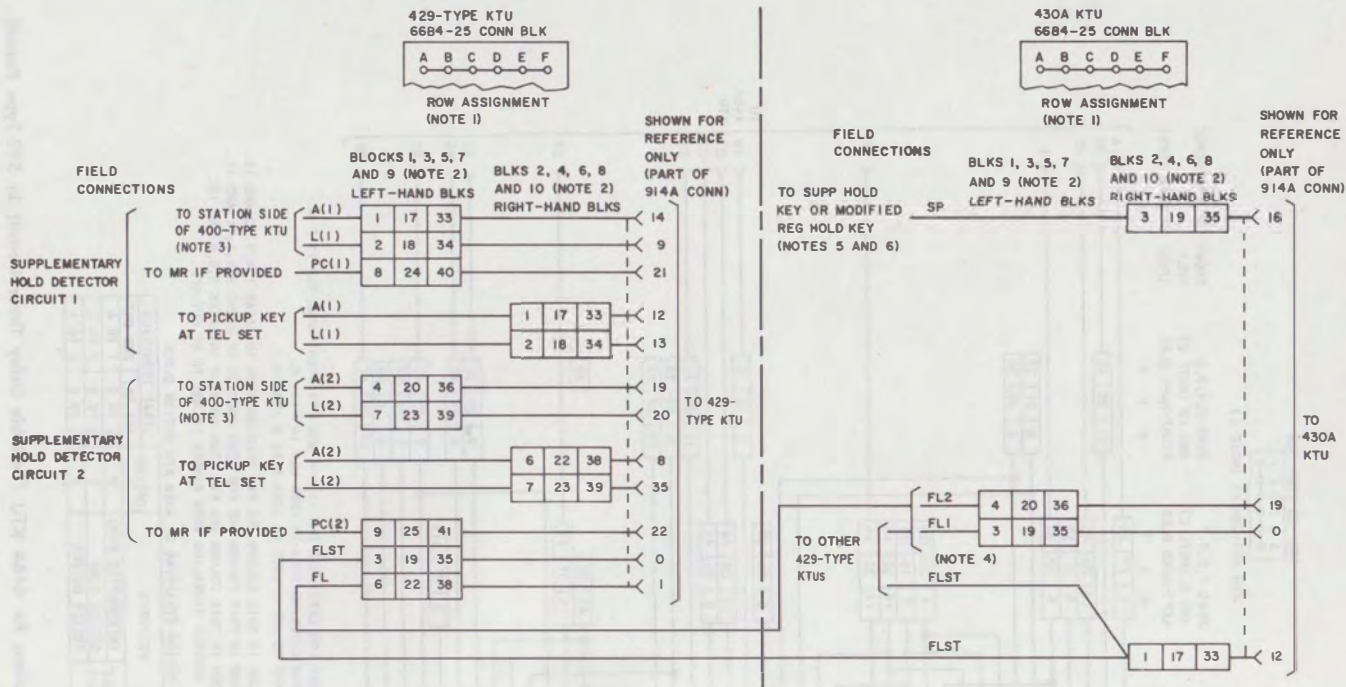 429-TYPE KTU
66B4-25 CONN BLK
A B C D E F
ROW ASSIGNMENT
(NOTE 1)
FIELD
CONNECTIONS
BLOCKS 1, 3, 5, 7
AND 9 (NOTE 2)
LEFT-HAND BLKS
BLKS 2, 4, 6, 8
AND 10 (NOTE 2)
RIGHT-HAND BLKS
SHOWN FOR
REFERENCE
ONLY
(PART OF
914A CONN)
SUPPLEMENTARY
HOLD DETECTOR
CIRCUIT 1
TO STATION SIDE
OF 400-TYPE KTU
(NOTE 3)
A(1) 1 17 33 14
L(1) 2 18 34 9
TO MR IF PROVIDED PC(1) 8 24 40 21
TO PICKUP KEY
AT TEL SET
A(1) 1 17 33 12
L(1) 2 18 34 13
SUPPLEMENTARY
HOLD DETECTOR
CIRCUIT 2
TO STATION SIDE
OF 400-TYPE KTU
(NOTE 3)
A(2) 4 20 36 19
L(2) 7 23 39 20
TO PICKUP KEY
AT TEL SET
A(2) 6 22 38 8
L(2) 7 23 39 35
TO MR IF PROVIDED PC(2) 9 25 41 22
FLST 3 19 35 0
FL 6 22 38 1
TO 429-
TYPE KTU
430A KTU
66B4-25 CONN BLK
A B C D E F
ROW ASSIGNMENT
(NOTE 1)
FIELD
CONNECTIONS
BLKS 1, 3, 5, 7
AND 9 (NOTE 2)
LEFT-HAND BLKS
BLKS 2, 4, 6, 8
AND 10 (NOTE 2)
RIGHT-HAND BLKS
SHOWN FOR
REFERENCE
ONLY
(PART OF
914A CONN)
TO SUPP HOLD
KEY OR MODIFIED
REG HOLD KEY
(NOTES 5 AND 6)
SP 3 19 35 16
TO OTHER
429-TYPE
KTUS
FL2 4 20 36 19
FL1 3 19 35 0
(NOTE 4)
FLST
FLST 1 17 33 12
TO
430A
KTU